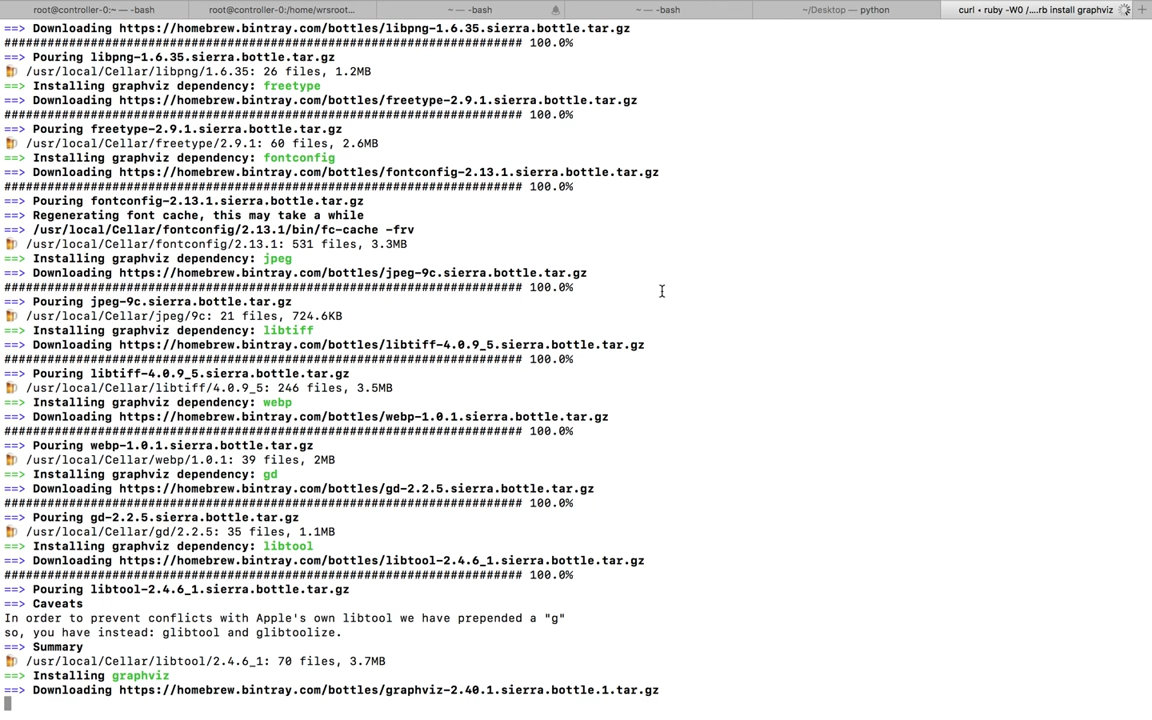 root@controller-0:~ — -bash
root@controller-0:/home/wrsroot...
~ — -bash
~ — -bash
~/Desktop — python
curl • ruby -W0 /....rb install graphviz
==> Downloading https://homebrew.bintray.com/bottles/libpng-1.6.35.sierra.bottle.tar.gz
######################################################################## 100.0%
==> Pouring libpng-1.6.35.sierra.bottle.tar.gz
🍺 /usr/local/Cellar/libpng/1.6.35: 26 files, 1.2MB
==> Installing graphviz dependency: freetype
==> Downloading https://homebrew.bintray.com/bottles/freetype-2.9.1.sierra.bottle.tar.gz
######################################################################## 100.0%
==> Pouring freetype-2.9.1.sierra.bottle.tar.gz
🍺 /usr/local/Cellar/freetype/2.9.1: 60 files, 2.6MB
==> Installing graphviz dependency: fontconfig
==> Downloading https://homebrew.bintray.com/bottles/fontconfig-2.13.1.sierra.bottle.tar.gz
######################################################################## 100.0%
==> Pouring fontconfig-2.13.1.sierra.bottle.tar.gz
==> Regenerating font cache, this may take a while
==> /usr/local/Cellar/fontconfig/2.13.1/bin/fc-cache -frv
🍺 /usr/local/Cellar/fontconfig/2.13.1: 531 files, 3.3MB
==> Installing graphviz dependency: jpeg
==> Downloading https://homebrew.bintray.com/bottles/jpeg-9c.sierra.bottle.tar.gz
######################################################################## 100.0%
==> Pouring jpeg-9c.sierra.bottle.tar.gz
🍺 /usr/local/Cellar/jpeg/9c: 21 files, 724.6KB
==> Installing graphviz dependency: libtiff
==> Downloading https://homebrew.bintray.com/bottles/libtiff-4.0.9_5.sierra.bottle.tar.gz
######################################################################## 100.0%
==> Pouring libtiff-4.0.9_5.sierra.bottle.tar.gz
🍺 /usr/local/Cellar/libtiff/4.0.9_5: 246 files, 3.5MB
==> Installing graphviz dependency: webp
==> Downloading https://homebrew.bintray.com/bottles/webp-1.0.1.sierra.bottle.tar.gz
######################################################################## 100.0%
==> Pouring webp-1.0.1.sierra.bottle.tar.gz
🍺 /usr/local/Cellar/webp/1.0.1: 39 files, 2MB
==> Installing graphviz dependency: gd
==> Downloading https://homebrew.bintray.com/bottles/gd-2.2.5.sierra.bottle.tar.gz
######################################################################## 100.0%
==> Pouring gd-2.2.5.sierra.bottle.tar.gz
🍺 /usr/local/Cellar/gd/2.2.5: 35 files, 1.1MB
==> Installing graphviz dependency: libtool
==> Downloading https://homebrew.bintray.com/bottles/libtool-2.4.6_1.sierra.bottle.tar.gz
######################################################################## 100.0%
==> Pouring libtool-2.4.6_1.sierra.bottle.tar.gz
==> Caveats
In order to prevent conflicts with Apple's own libtool we have prepended a "g"
so, you have instead: glibtool and glibtoolize.
==> Summary
🍺 /usr/local/Cellar/libtool/2.4.6_1: 70 files, 3.7MB
==> Installing graphviz
==> Downloading https://homebrew.bintray.com/bottles/graphviz-2.40.1.sierra.bottle.1.tar.gz